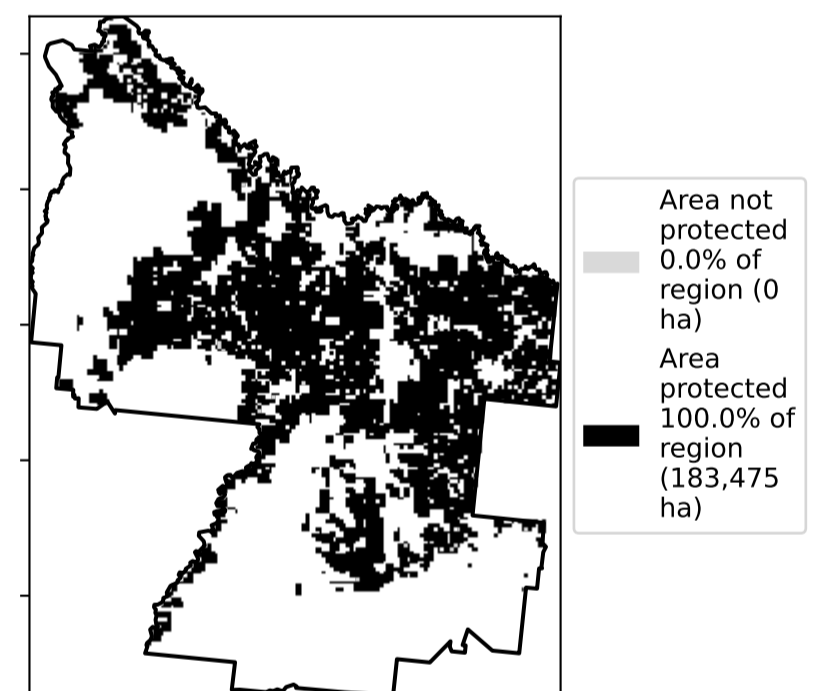 Area not
protected
0.0% of
region (0
ha)
Area
protected
100.0% of
region
(183,475
ha)